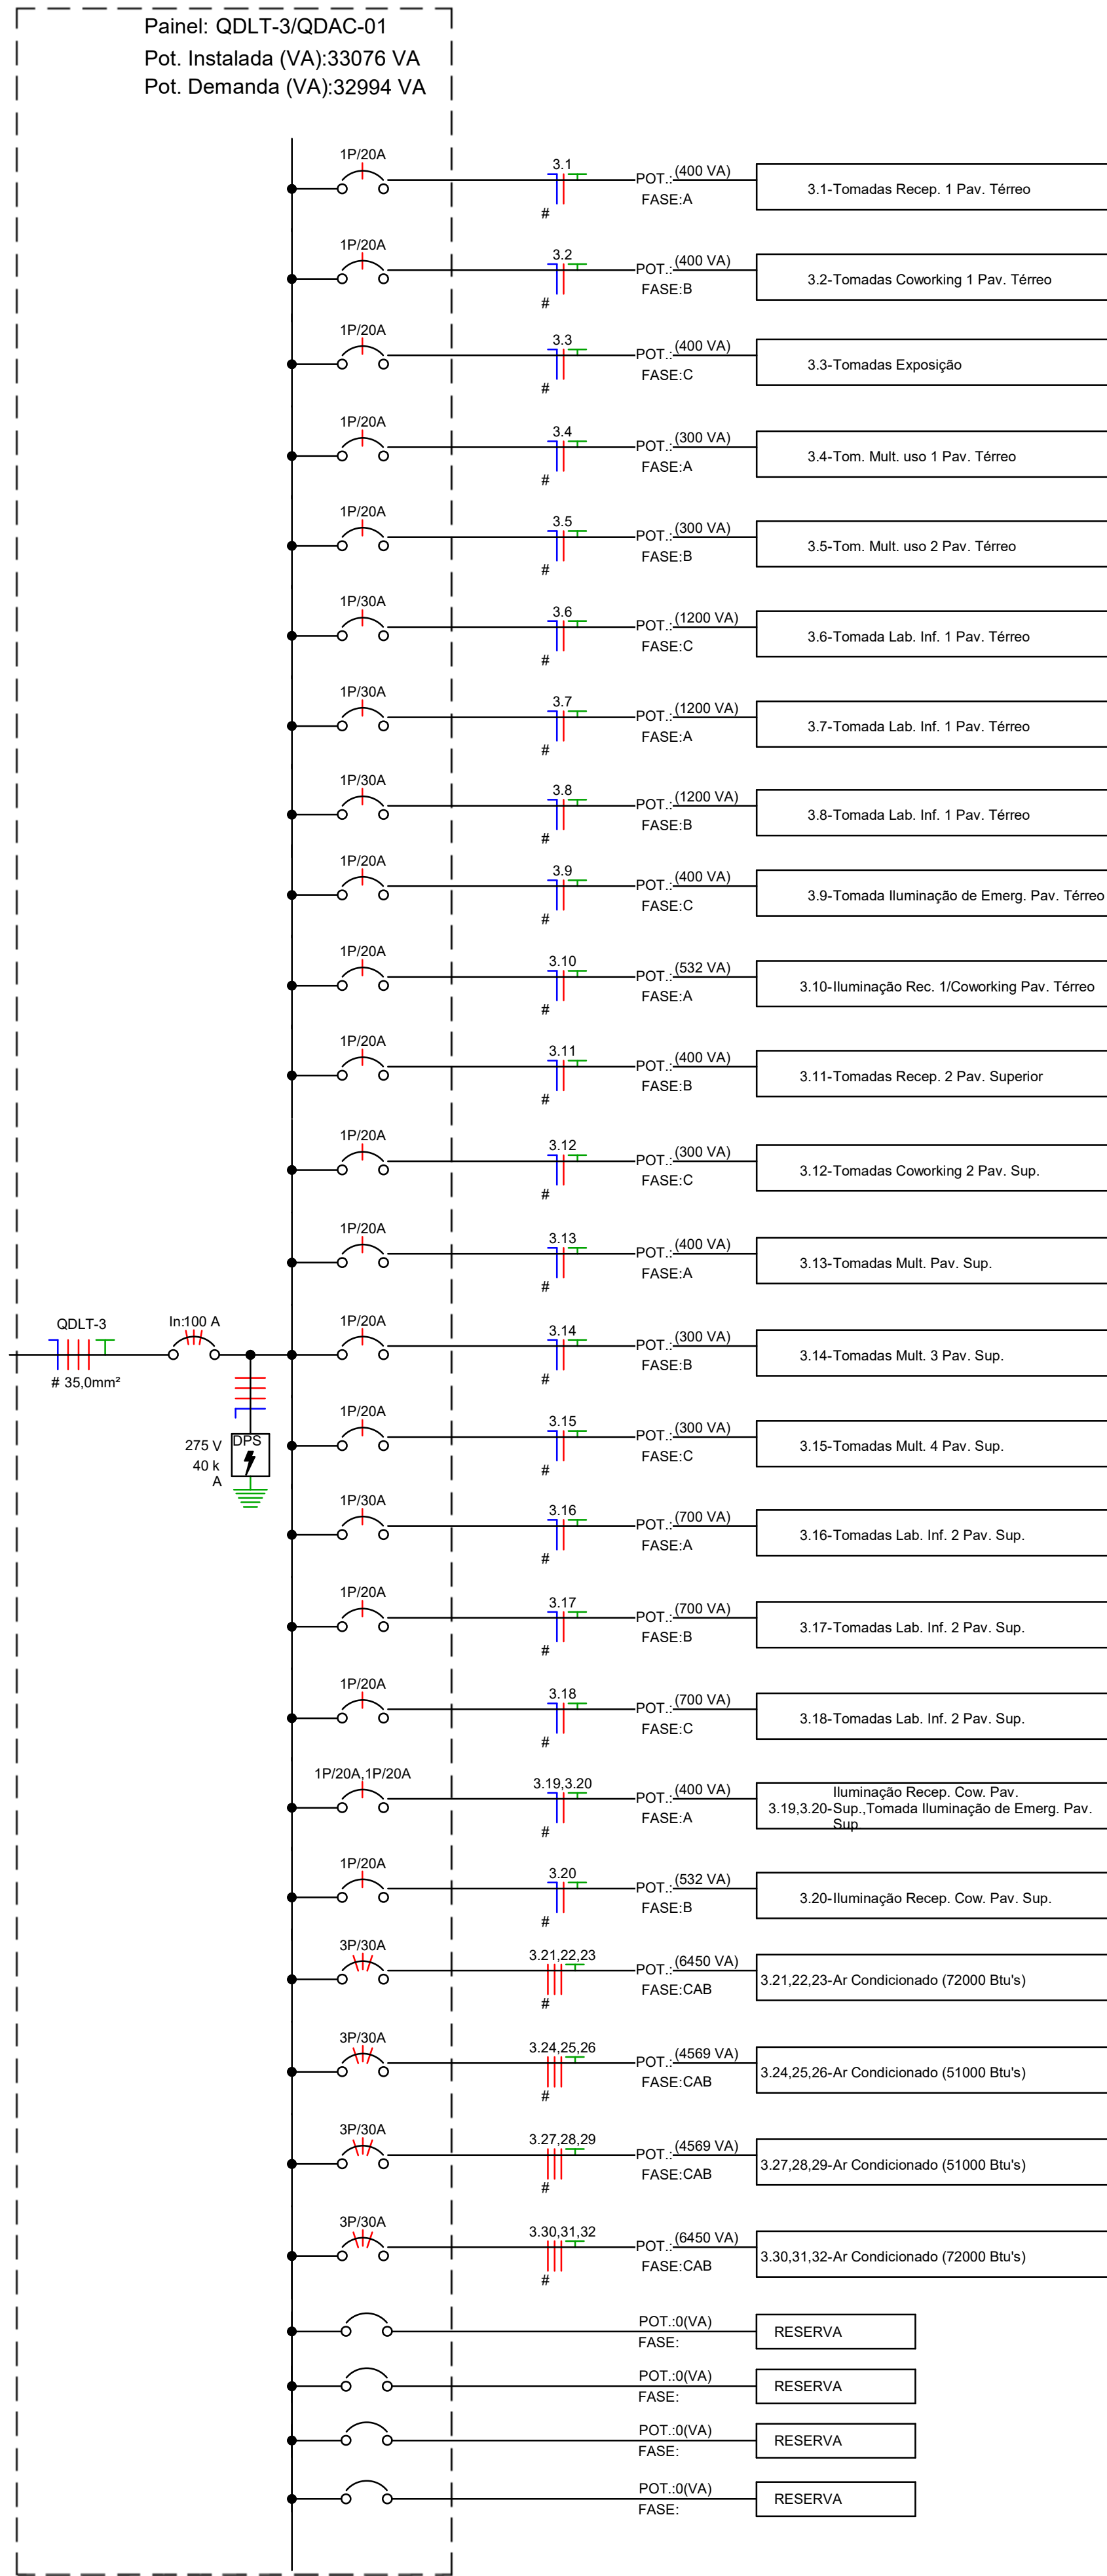 Painel: QDLT-3/QDAC-01
Pot. Instalada (VA):33076 VA
Pot. Demanda (VA):32994 VA
1P/20A
3.1
#
POT.:(400 VA)
FASE:A
3.1-Tomadas Recep. 1 Pav. Térreo
1P/20A
3.2
#
POT.:(400 VA)
FASE:B
3.2-Tomadas Coworking 1 Pav. Térreo
1P/20A
3.3
#
POT.:(400 VA)
FASE:C
3.3-Tomadas Exposição
1P/20A
3.4
#
POT.:(300 VA)
FASE:A
3.4-Tom. Mult. uso 1 Pav. Térreo
1P/20A
3.5
#
POT.:(300 VA)
FASE:B
3.5-Tom. Mult. uso 2 Pav. Térreo
1P/30A
3.6
#
POT.:(1200 VA)
FASE:C
3.6-Tomada Lab. Inf. 1 Pav. Térreo
1P/30A
3.7
#
POT.:(1200 VA)
FASE:A
3.7-Tomada Lab. Inf. 1 Pav. Térreo
1P/30A
3.8
#
POT.:(1200 VA)
FASE:B
3.8-Tomada Lab. Inf. 1 Pav. Térreo
1P/20A
3.9
#
POT.:(400 VA)
FASE:C
3.9-Tomada Iluminação de Emerg. Pav. Térreo
1P/20A
3.10
#
POT.:(532 VA)
FASE:A
3.10-Iluminação Rec. 1/Coworking Pav. Térreo
1P/20A
3.11
#
POT.:(400 VA)
FASE:B
3.11-Tomadas Recep. 2 Pav. Superior
1P/20A
3.12
#
POT.:(300 VA)
FASE:C
3.12-Tomadas Coworking 2 Pav. Sup.
1P/20A
3.13
#
POT.:(400 VA)
FASE:A
3.13-Tomadas Mult. Pav. Sup.
QDLT-3
# 35,0mm²
In:100 A
275 V
40 k
A
DPS
1P/20A
3.14
#
POT.:(300 VA)
FASE:B
3.14-Tomadas Mult. 3 Pav. Sup.
1P/20A
3.15
#
POT.:(300 VA)
FASE:C
3.15-Tomadas Mult. 4 Pav. Sup.
1P/30A
3.16
#
POT.:(700 VA)
FASE:A
3.16-Tomadas Lab. Inf. 2 Pav. Sup.
1P/20A
3.17
#
POT.:(700 VA)
FASE:B
3.17-Tomadas Lab. Inf. 2 Pav. Sup.
1P/20A
3.18
#
POT.:(700 VA)
FASE:C
3.18-Tomadas Lab. Inf. 2 Pav. Sup.
1P/20A,1P/20A
3.19,3.20
#
POT.:(400 VA)
FASE:A
Iluminação Recep. Cow. Pav.
3.19,3.20-Sup.,Tomada Iluminação de Emerg. Pav.
Sup
1P/20A
3.20
#
POT.:(532 VA)
FASE:B
3.20-Iluminação Recep. Cow. Pav. Sup.
3P/30A
3.21,22,23
#
POT.:(6450 VA)
FASE:CAB
3.21,22,23-Ar Condicionado (72000 Btu's)
3P/30A
3.24,25,26
#
POT.:(4569 VA)
FASE:CAB
3.24,25,26-Ar Condicionado (51000 Btu's)
3P/30A
3.27,28,29
#
POT.:(4569 VA)
FASE:CAB
3.27,28,29-Ar Condicionado (51000 Btu's)
3P/30A
3.30,31,32
#
POT.:(6450 VA)
FASE:CAB
3.30,31,32-Ar Condicionado (72000 Btu's)
POT.:0(VA)
FASE:
RESERVA
POT.:0(VA)
FASE:
RESERVA
POT.:0(VA)
FASE:
RESERVA
POT.:0(VA)
FASE:
RESERVA